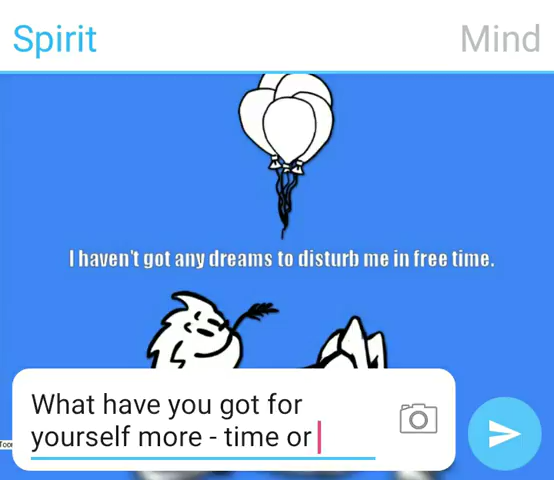 Spirit Mind
I haven't got any dreams to disturb me in free time.
What have you got for
yourself more - time or